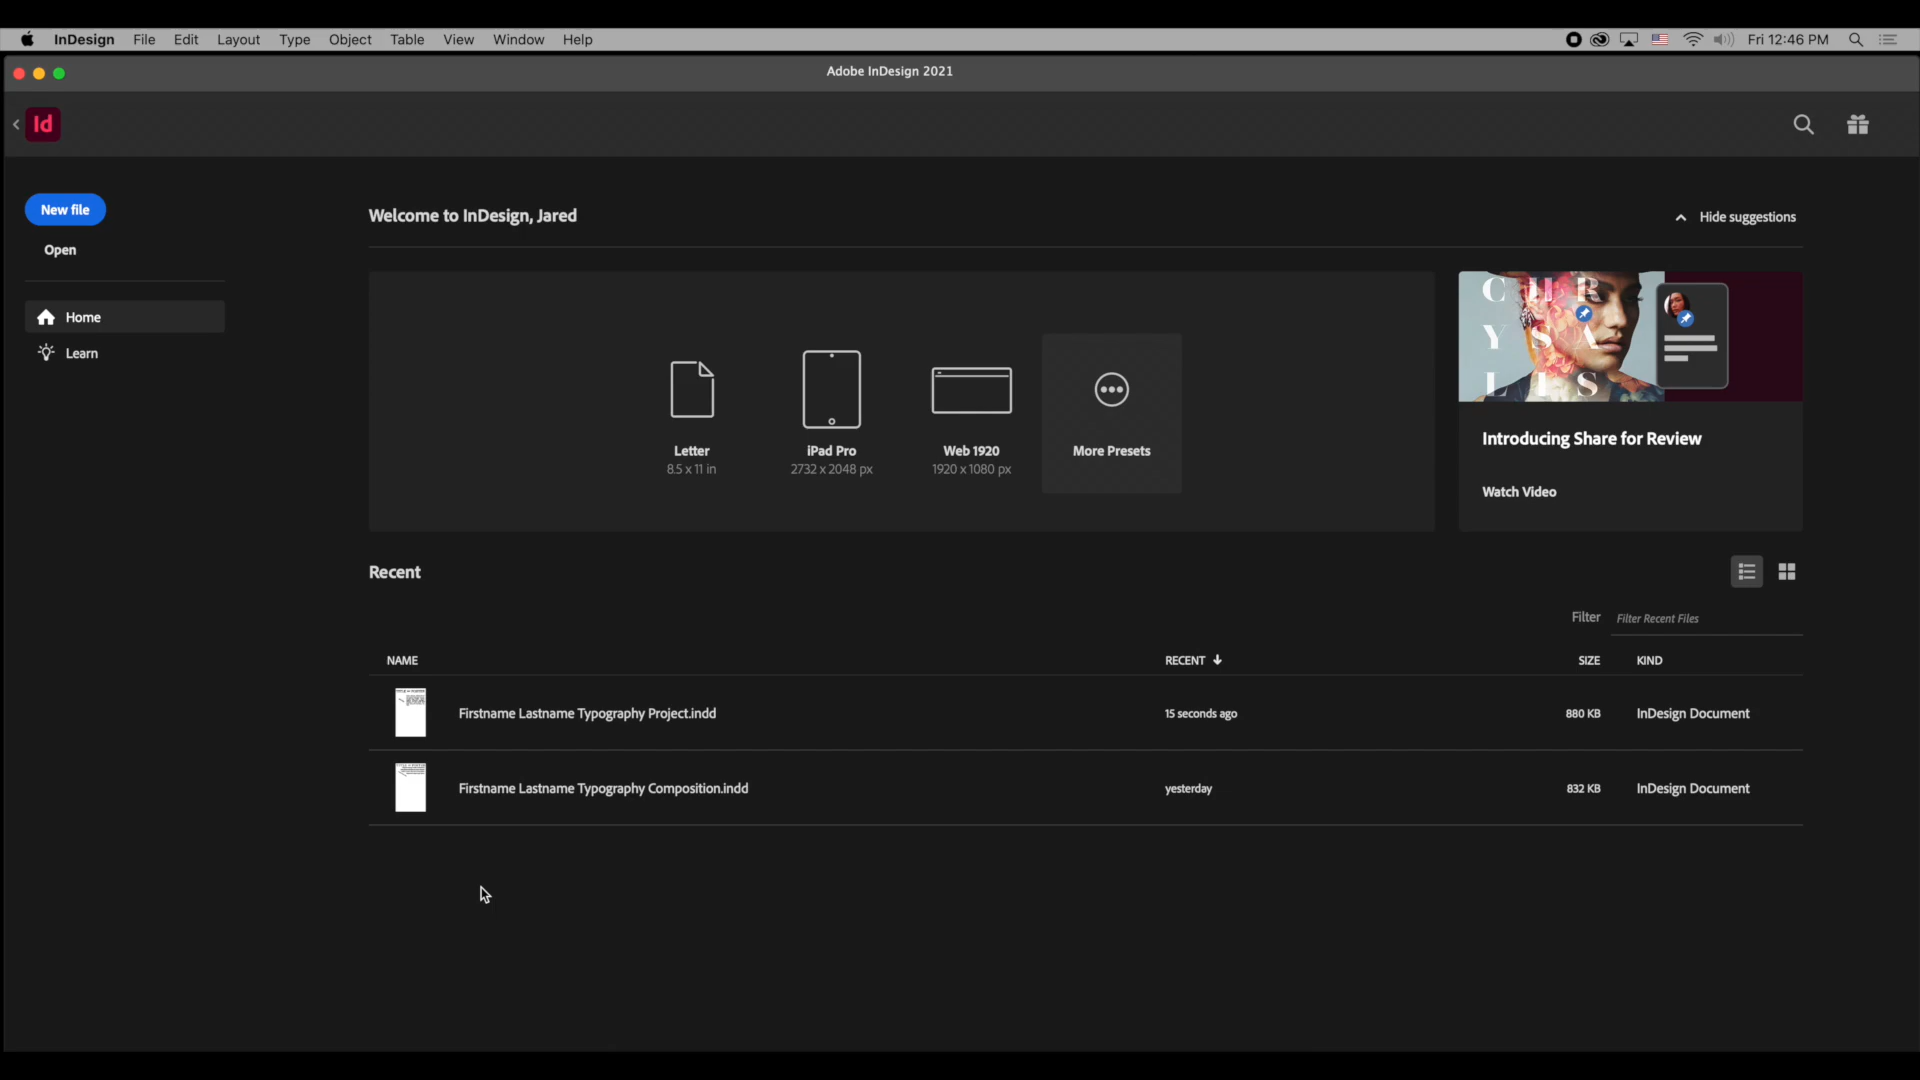 InDesign File Edit Layout Type Object Table View Window Help Fri 12:46 PM
Adobe InDesign 2021
Id
New file
Open
Home
Learn
Welcome to InDesign, Jared
Hide suggestions
Letter
8.5 x 11 in
iPad Pro
2732 x 2048 px
Web 1920
1920 x 1080 px
More Presets
C H R
Y S A
L I S
Introducing Share for Review
Watch Video
Recent
Filter Filter Recent Files
NAME RECENT SIZE KIND
Firstname Lastname Typography Project.indd 15 seconds ago 880 KB InDesign Document
Firstname Lastname Typography Composition.indd yesterday 832 KB InDesign Document